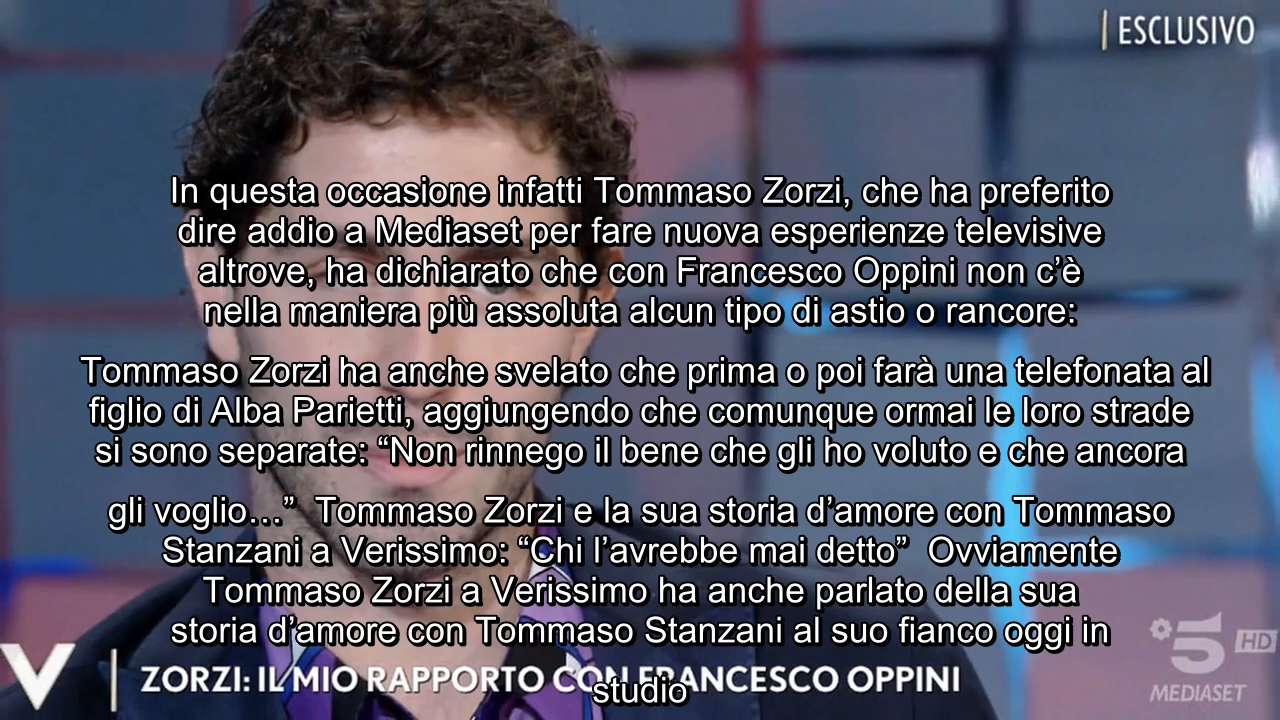 ESCLUSIVO
In questa occasione infatti Tommaso Zorzi, che ha preferito
dire addio a Mediaset per fare nuova esperienze televisive
altrove, ha dichiarato che con Francesco Oppini non c’è
nella maniera più assoluta alcun tipo di astio o rancore:
Tommaso Zorzi ha anche svelato che prima o poi farà una telefonata al
figlio di Alba Parietti, aggiungendo che comunque ormai le loro strade
si sono separate: “Non rinnego il bene che gli ho voluto e che ancora
gli voglio…”  Tommaso Zorzi e la sua storia d’amore con Tommaso
Stanzani a Verissimo: “Chi l’avrebbe mai detto”  Ovviamente
Tommaso Zorzi a Verissimo ha anche parlato della sua
storia d’amore con Tommaso Stanzani al suo fianco oggi in
studio
V
ZORZI: IL MIO RAPPORTO CON FRANCESCO OPPINI
5 HD
MEDIASET